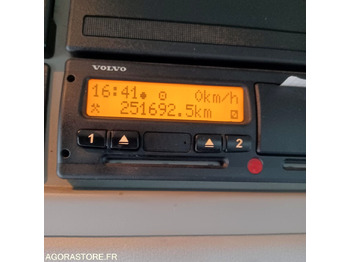 VOLVO
16:41 0km/h
251692.5km
1 2
AGORASTORE.FR